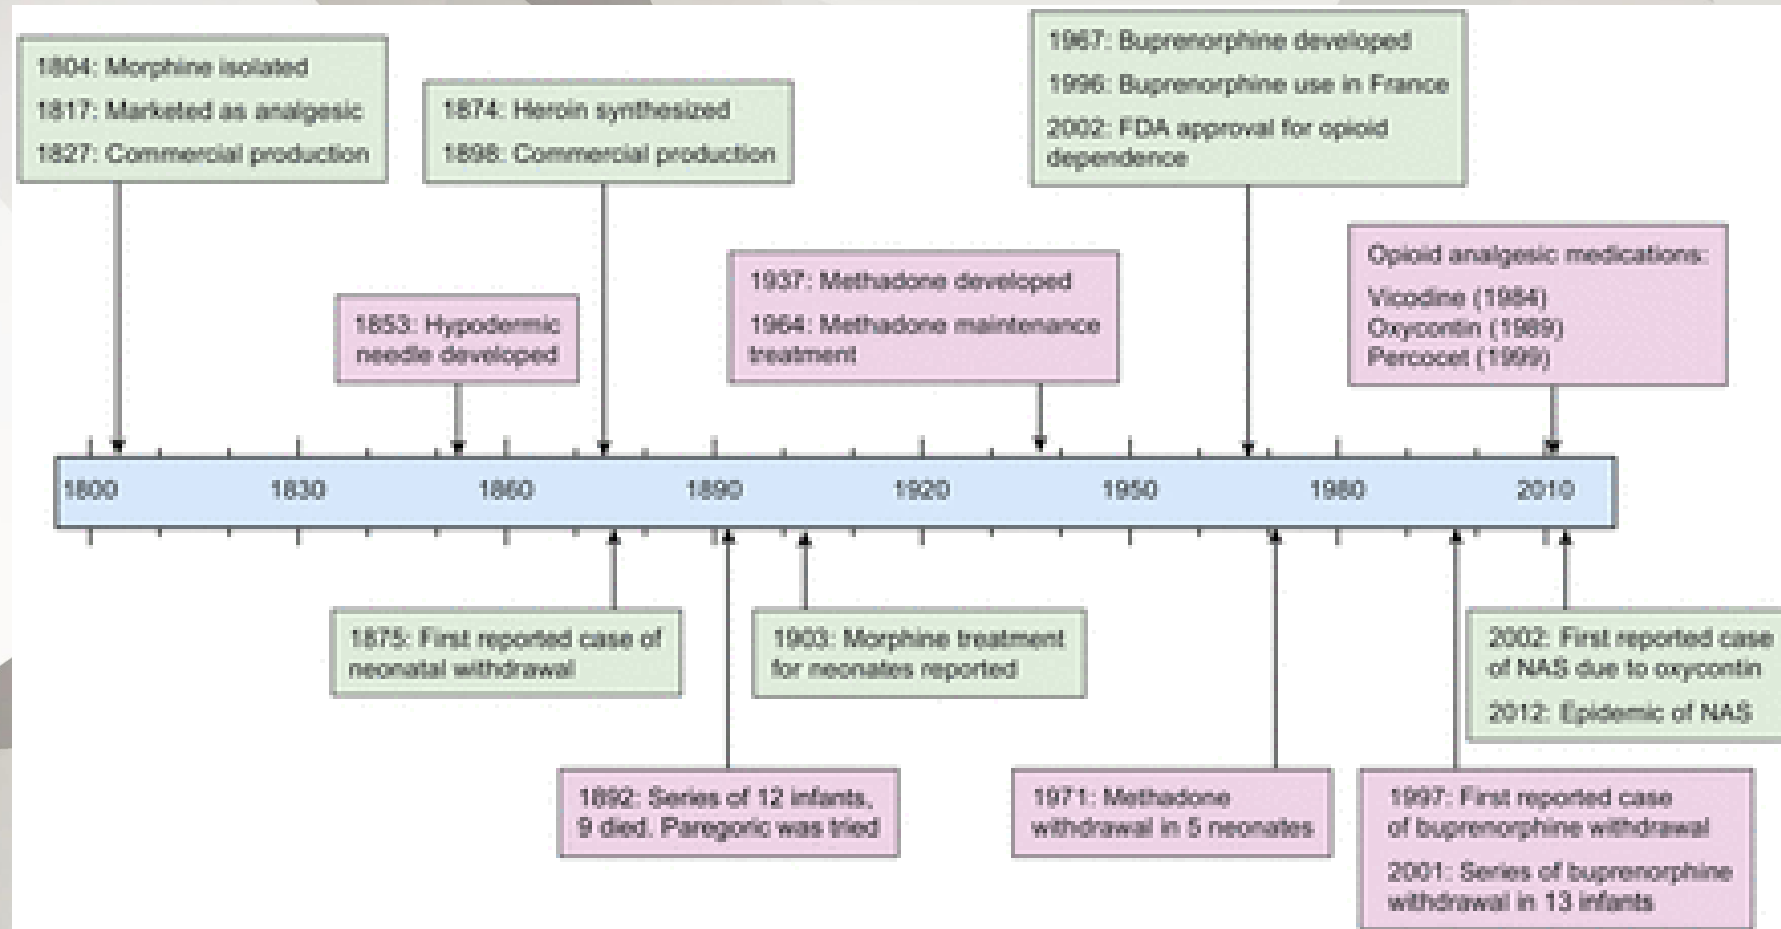 1804: Morphine isolated
1817: Marketed as analgesic
1827: Commercial production
1874: Heroin synthesized
1898: Commercial production
1967: Buprenorphine developed
1996: Buprenorphine use in France
2002: FDA approval for opioid
dependence
1853: Hypodermic
needle developed
1937: Methadone developed
1964: Methadone maintenance
treatment
Opioid analgesic medications:
Vicodine (1984)
Oxycontin (1989)
Percocet (1999)
1800 1830 1860 1890 1920 1950 1980 2010
1875: First reported case of
neonatal withdrawal
1903: Morphine treatment
for neonates reported
2002: First reported case
of NAS due to oxycontin
2012: Epidemic of NAS
1892: Series of 12 infants,
9 died. Paregoric was tried
1971: Methadone
withdrawal in 5 neonates
1997: First reported case
of buprenorphine withdrawal
2001: Series of buprenorphine
withdrawal in 13 infants